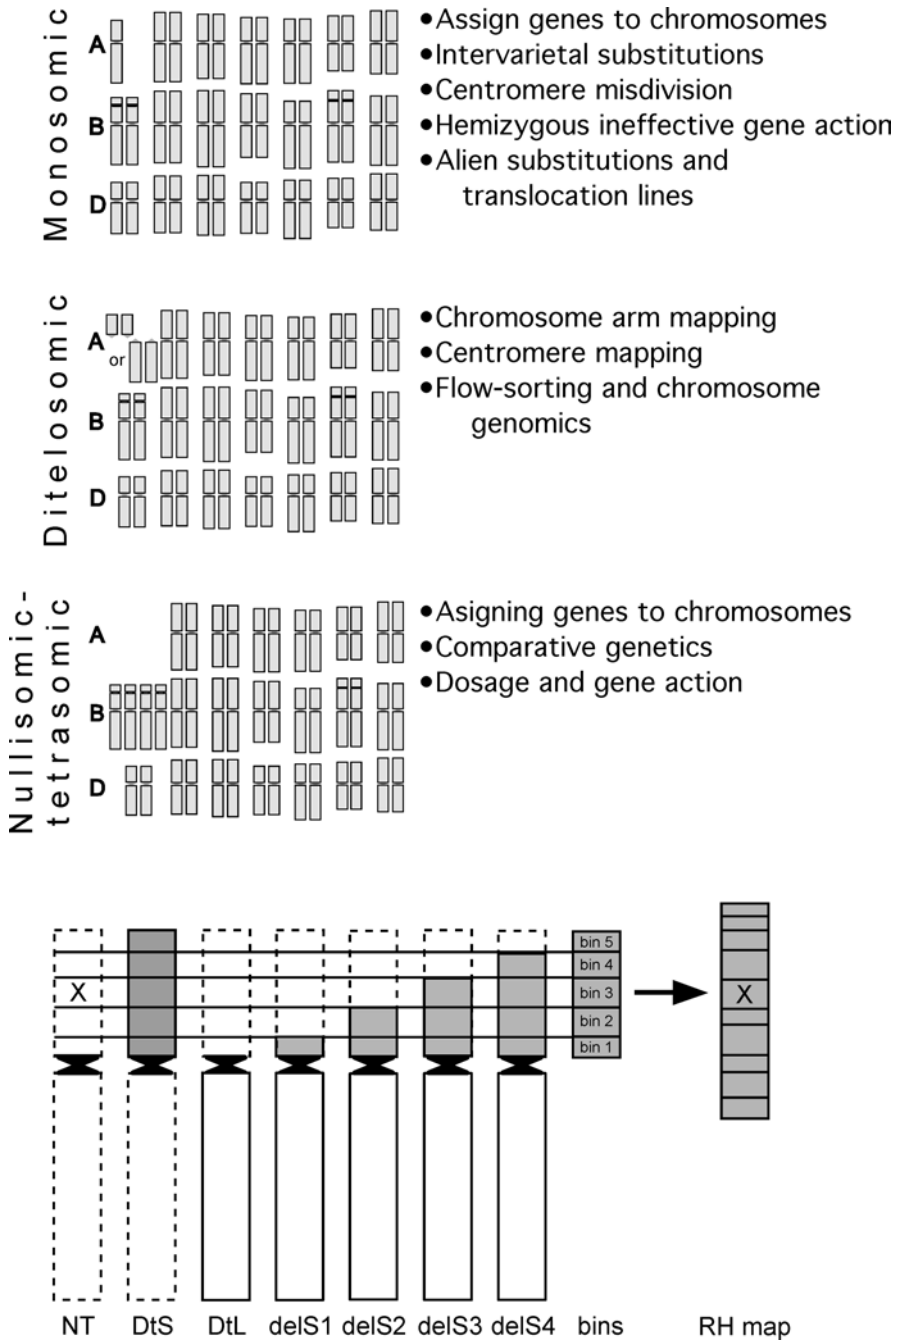 Monosomic
A
B
D
•Assign genes to chromosomes
•Intervarietal substitutions
•Centromere misdivision
•Hemizygous ineffective gene action
•Alien substitutions and
translocation lines
Ditelosomic
A
or
B
D
•Chromosome arm mapping
•Centromere mapping
•Flow-sorting and chromosome
genomics
Nullisomic-
tetrasomic
A
B
D
•Asigning genes to chromosomes
•Comparative genetics
•Dosage and gene action
bin 5
bin 4
X
bin 3
X
bin 2
bin 1
NT DtS DtL delS1 delS2 delS3 delS4 bins RH map